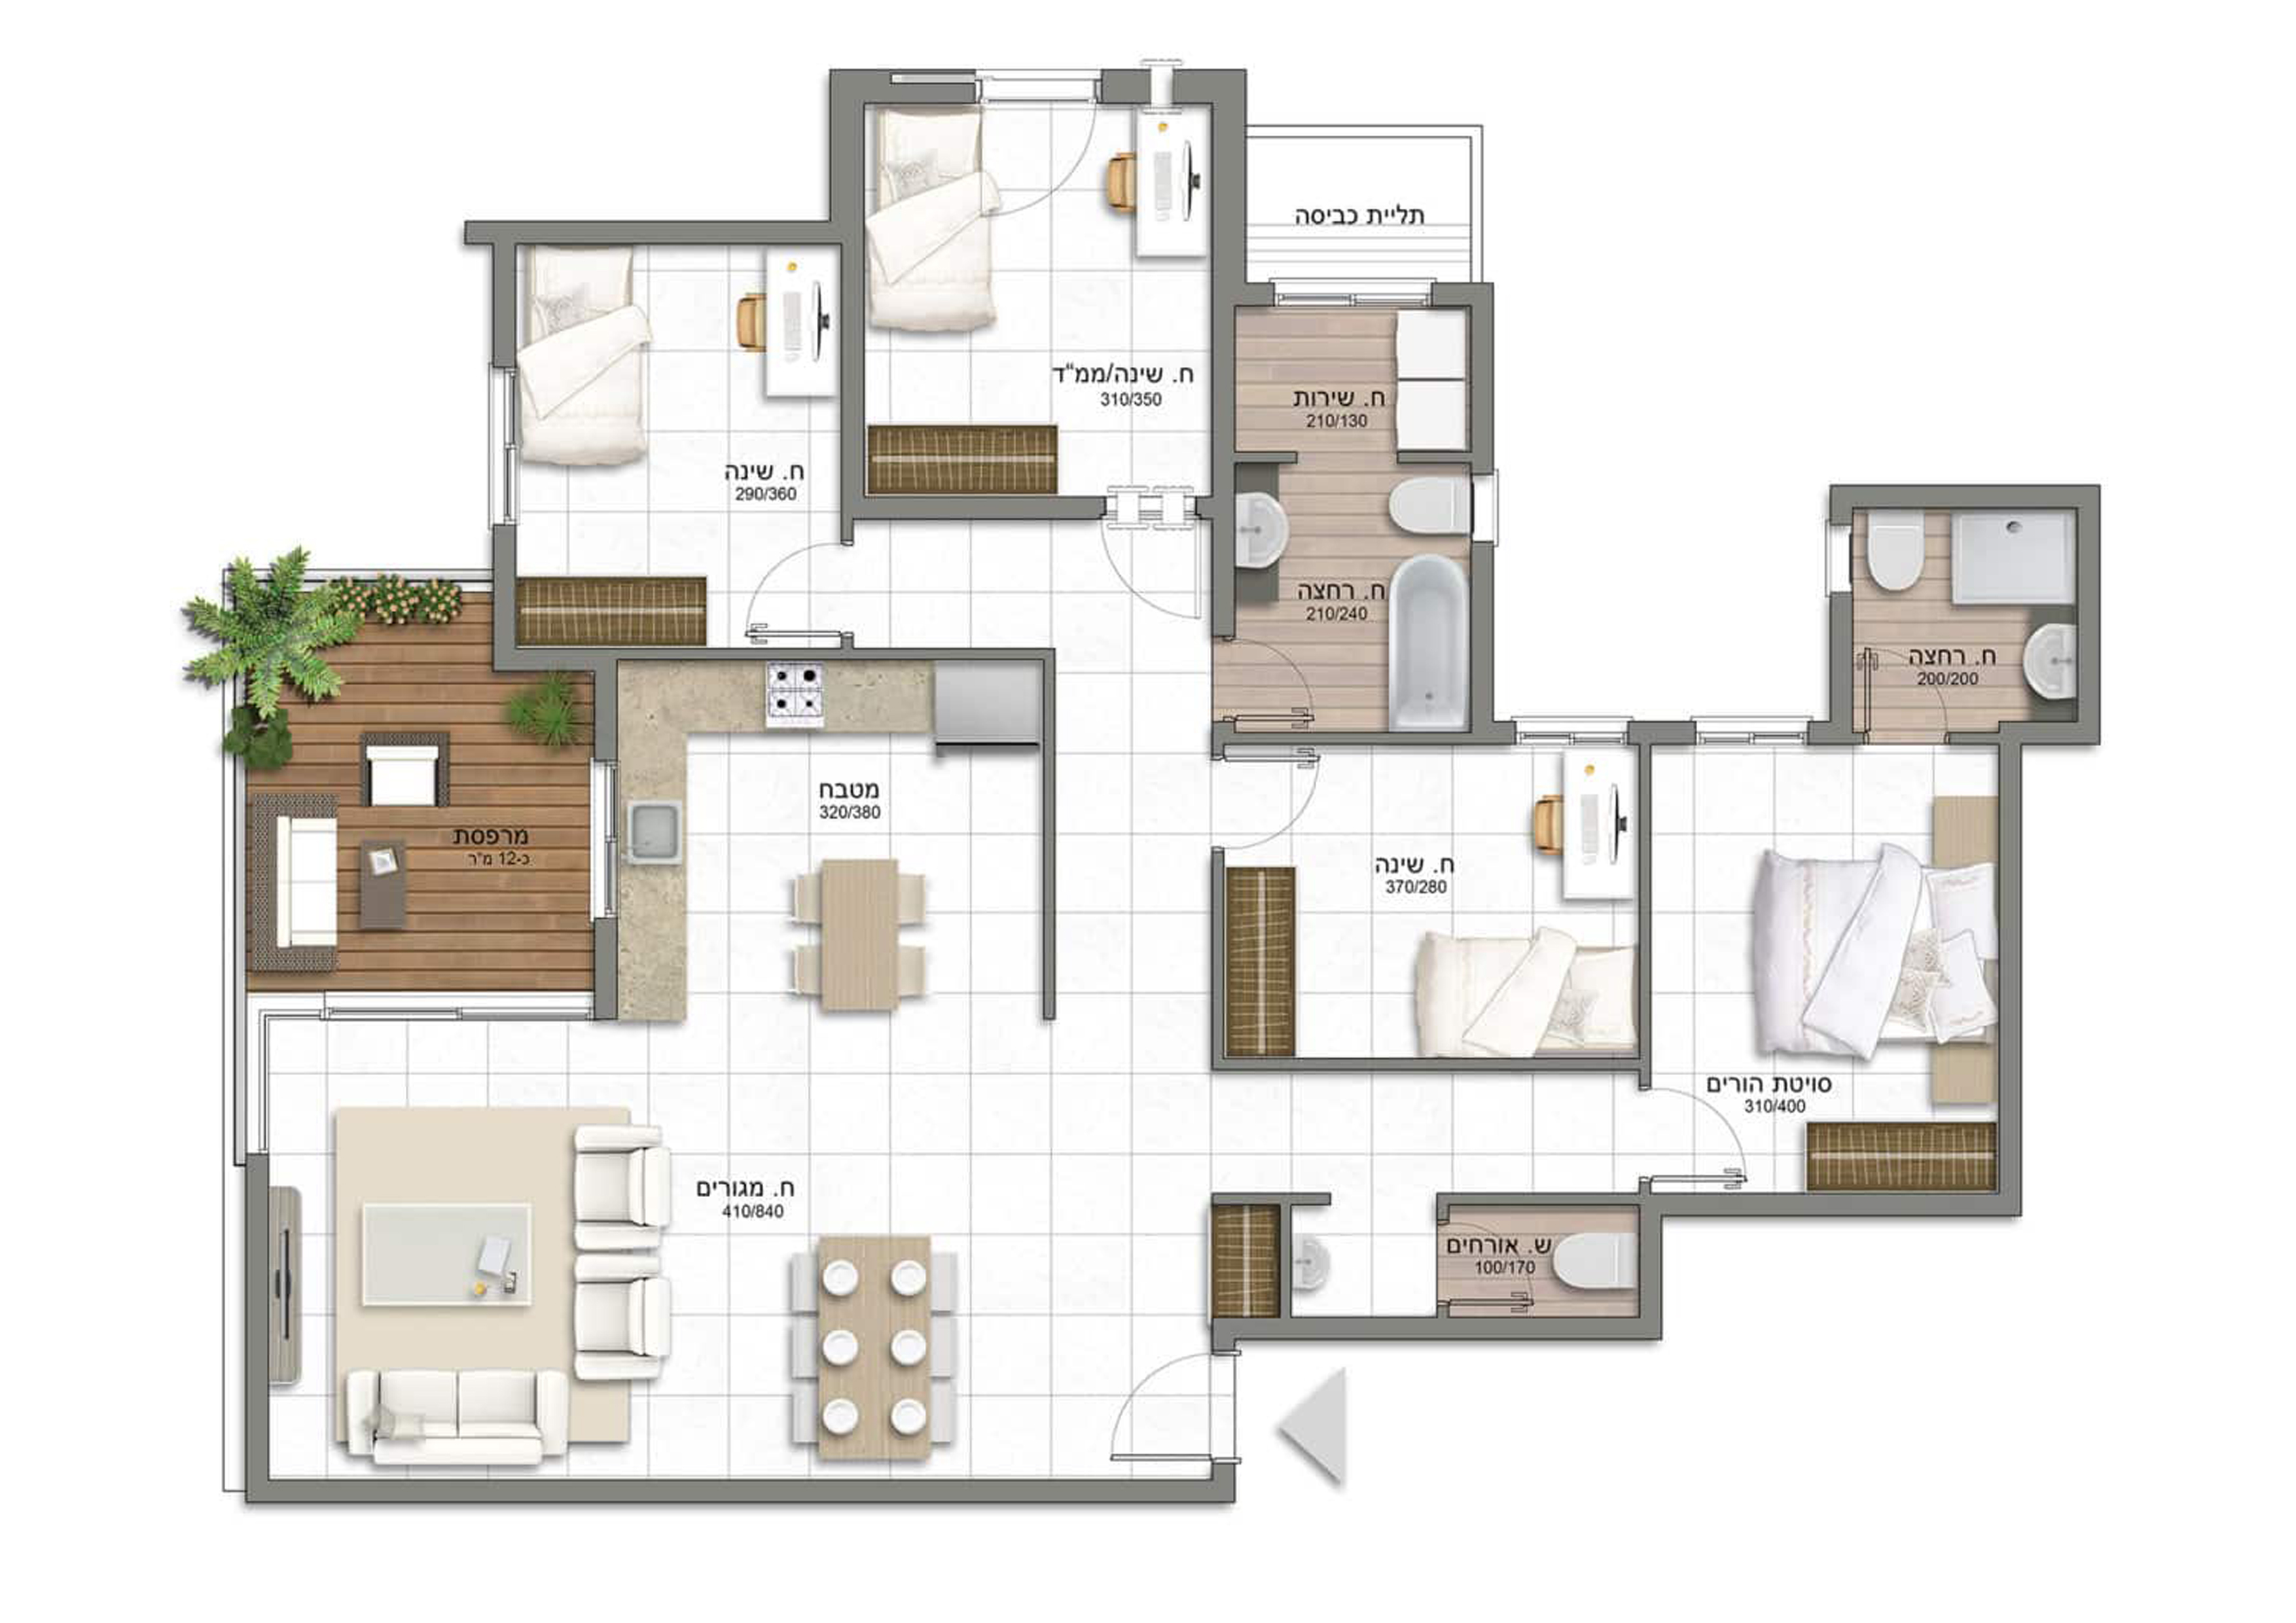 תליית כביסה
ח. שינה/ממ"ד
310/350
ח. שירות
210/130
ח. שינה
290/360
ח. רחצה
210/240
ח. רחצה
200/200
מטבח
320/380
מרפסת
כ-12 מ"ר
ח. שינה
370/280
סויטת הורים
310/400
ח. מגורים
410/840
ש. אורחים
100/170